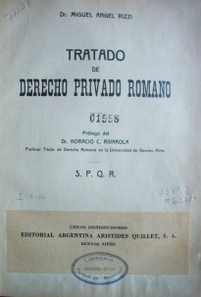 Dr. MIGUEL ANGEL RIZZI
TRATADO
DE
DERECHO PRIVADO ROMANO
01558
Prólogo del
Dr. HORACIO C. RIVAROLA
Profesor Titular de Derecho Romano en la Universidad de Buenos Aires
S. P. Q. R.
UNICOS DISTRIBUIDORES
EDITORIAL ARGENTINA ARISTIDES QUILLET, S. A.
BUENOS AIRES